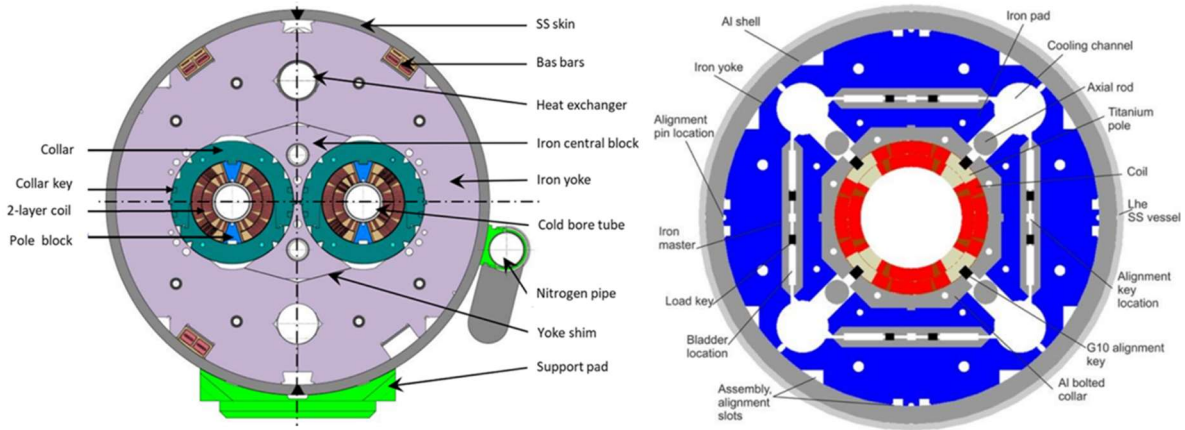 SS skin
Bas bars
Heat exchanger
Iron central block
Iron yoke
Cold bore tube
Nitrogen pipe
Yoke shim
Support pad
Collar
Collar key
2-layer coil
Pole block
Al shell
Iron yoke
Alignment
pin location
Iron
master
Load key
Bladder
location
Assembly,
alignment
slots
Iron pad
Cooling channel
Axial rod
Titanium
pole
Coil
Lhe
SS vessel
Alignment
key
location
G10 alignment
key
Al bolted
collar